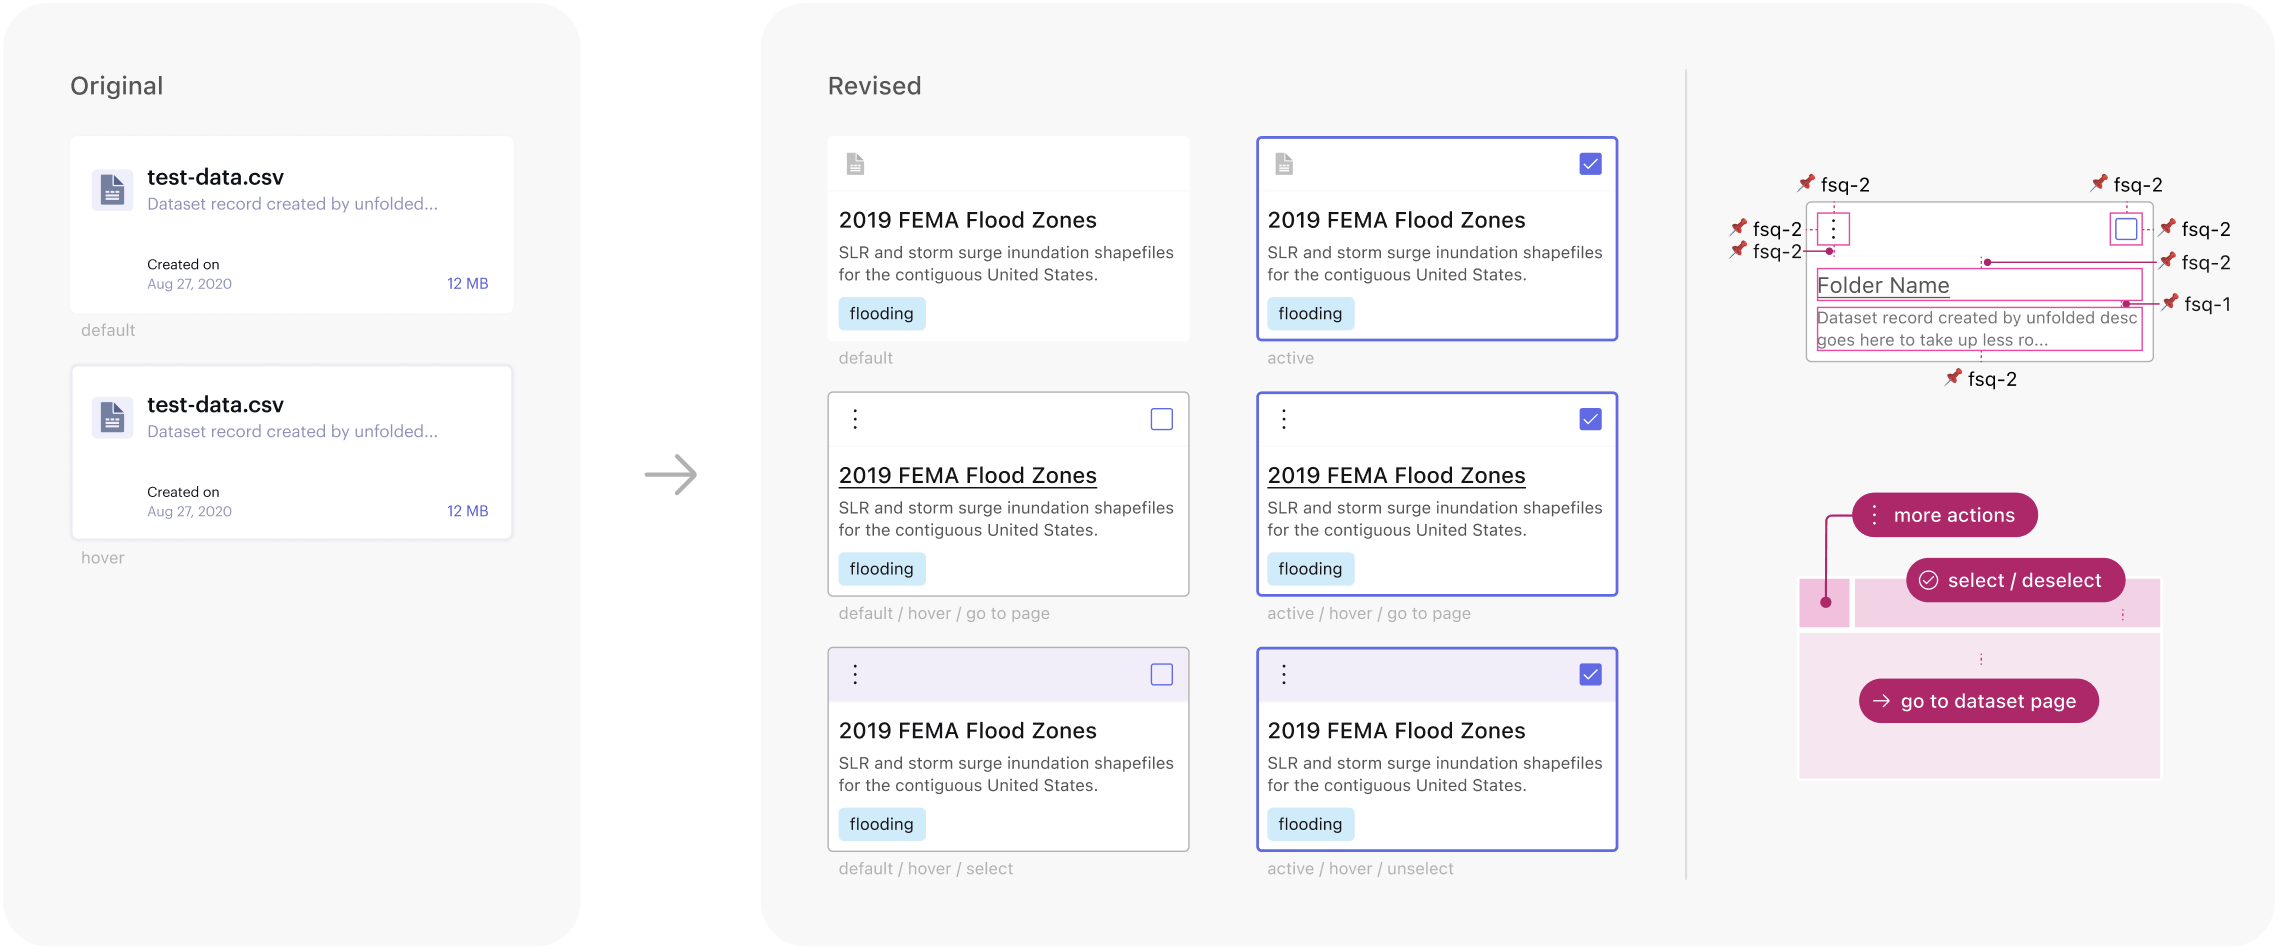 Original
test-data.csv
Dataset record created by unfolded...
Created on
Aug 27, 2020
12 MB
default
test-data.csv
Dataset record created by unfolded...
Created on
Aug 27, 2020
12 MB
hover
Revised
2019 FEMA Flood Zones
SLR and storm surge inundation shapefiles
for the contiguous United States.
flooding
default
2019 FEMA Flood Zones
SLR and storm surge inundation shapefiles
for the contiguous United States.
flooding
active
2019 FEMA Flood Zones
SLR and storm surge inundation shapefiles
for the contiguous United States.
flooding
default / hover / go to page
2019 FEMA Flood Zones
SLR and storm surge inundation shapefiles
for the contiguous United States.
flooding
active / hover / go to page
2019 FEMA Flood Zones
SLR and storm surge inundation shapefiles
for the contiguous United States.
flooding
default / hover / select
2019 FEMA Flood Zones
SLR and storm surge inundation shapefiles
for the contiguous United States.
flooding
active / hover / unselect
fsq-2
fsq-2
fsq-2
fsq-2
fsq-2
fsq-2
Folder Name
fsq-1
Dataset record created by unfolded desc
goes here to take up less ro...
fsq-2
more actions
select / deselect
go to dataset page